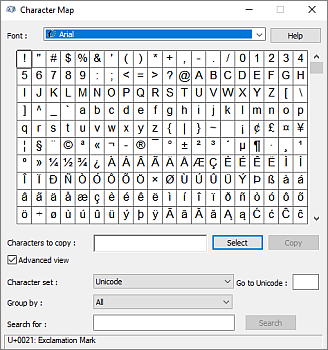 Character Map
Font :
Arial
Help
! " # $ % & ' ( ) * + , - . / 0 1 2 3 4
5 6 7 8 9 : ; < = > ? @ A B C D E F G H
I J K L M N O P Q R S T U V W X Y Z [ \
] ^ _ ` a b c d e f g h i j k l m n o p
q r s t u v w x y z { | } ~ ¡ ¢ £ ¤ ¥
¦ § ¨ © ª « ¬ - ® ¯ ° ± ² ³ ´ µ ¶ · ¸ ¹
º » ¼ ½ ¾ ¿ À Á Â Ã Ä Å Æ Ç È É Ê Ë Ì Í
Î Ï Ð Ñ Ò Ó Ô Õ Ö × Ø Ù Ú Û Ü Ý Þ ß à á
â ã ä å æ ç è é ê ë ì í î ï ð ñ ò ó ô õ
ö ÷ ø ù ú û ü ý þ ÿ Ā ā Ă ă Ą ą Ć ć Ĉ ĉ
Characters to copy :
Select
Copy
Advanced view
Character set :
Unicode
Go to Unicode :
Group by :
All
Search for :
Search
U+0021: Exclamation Mark